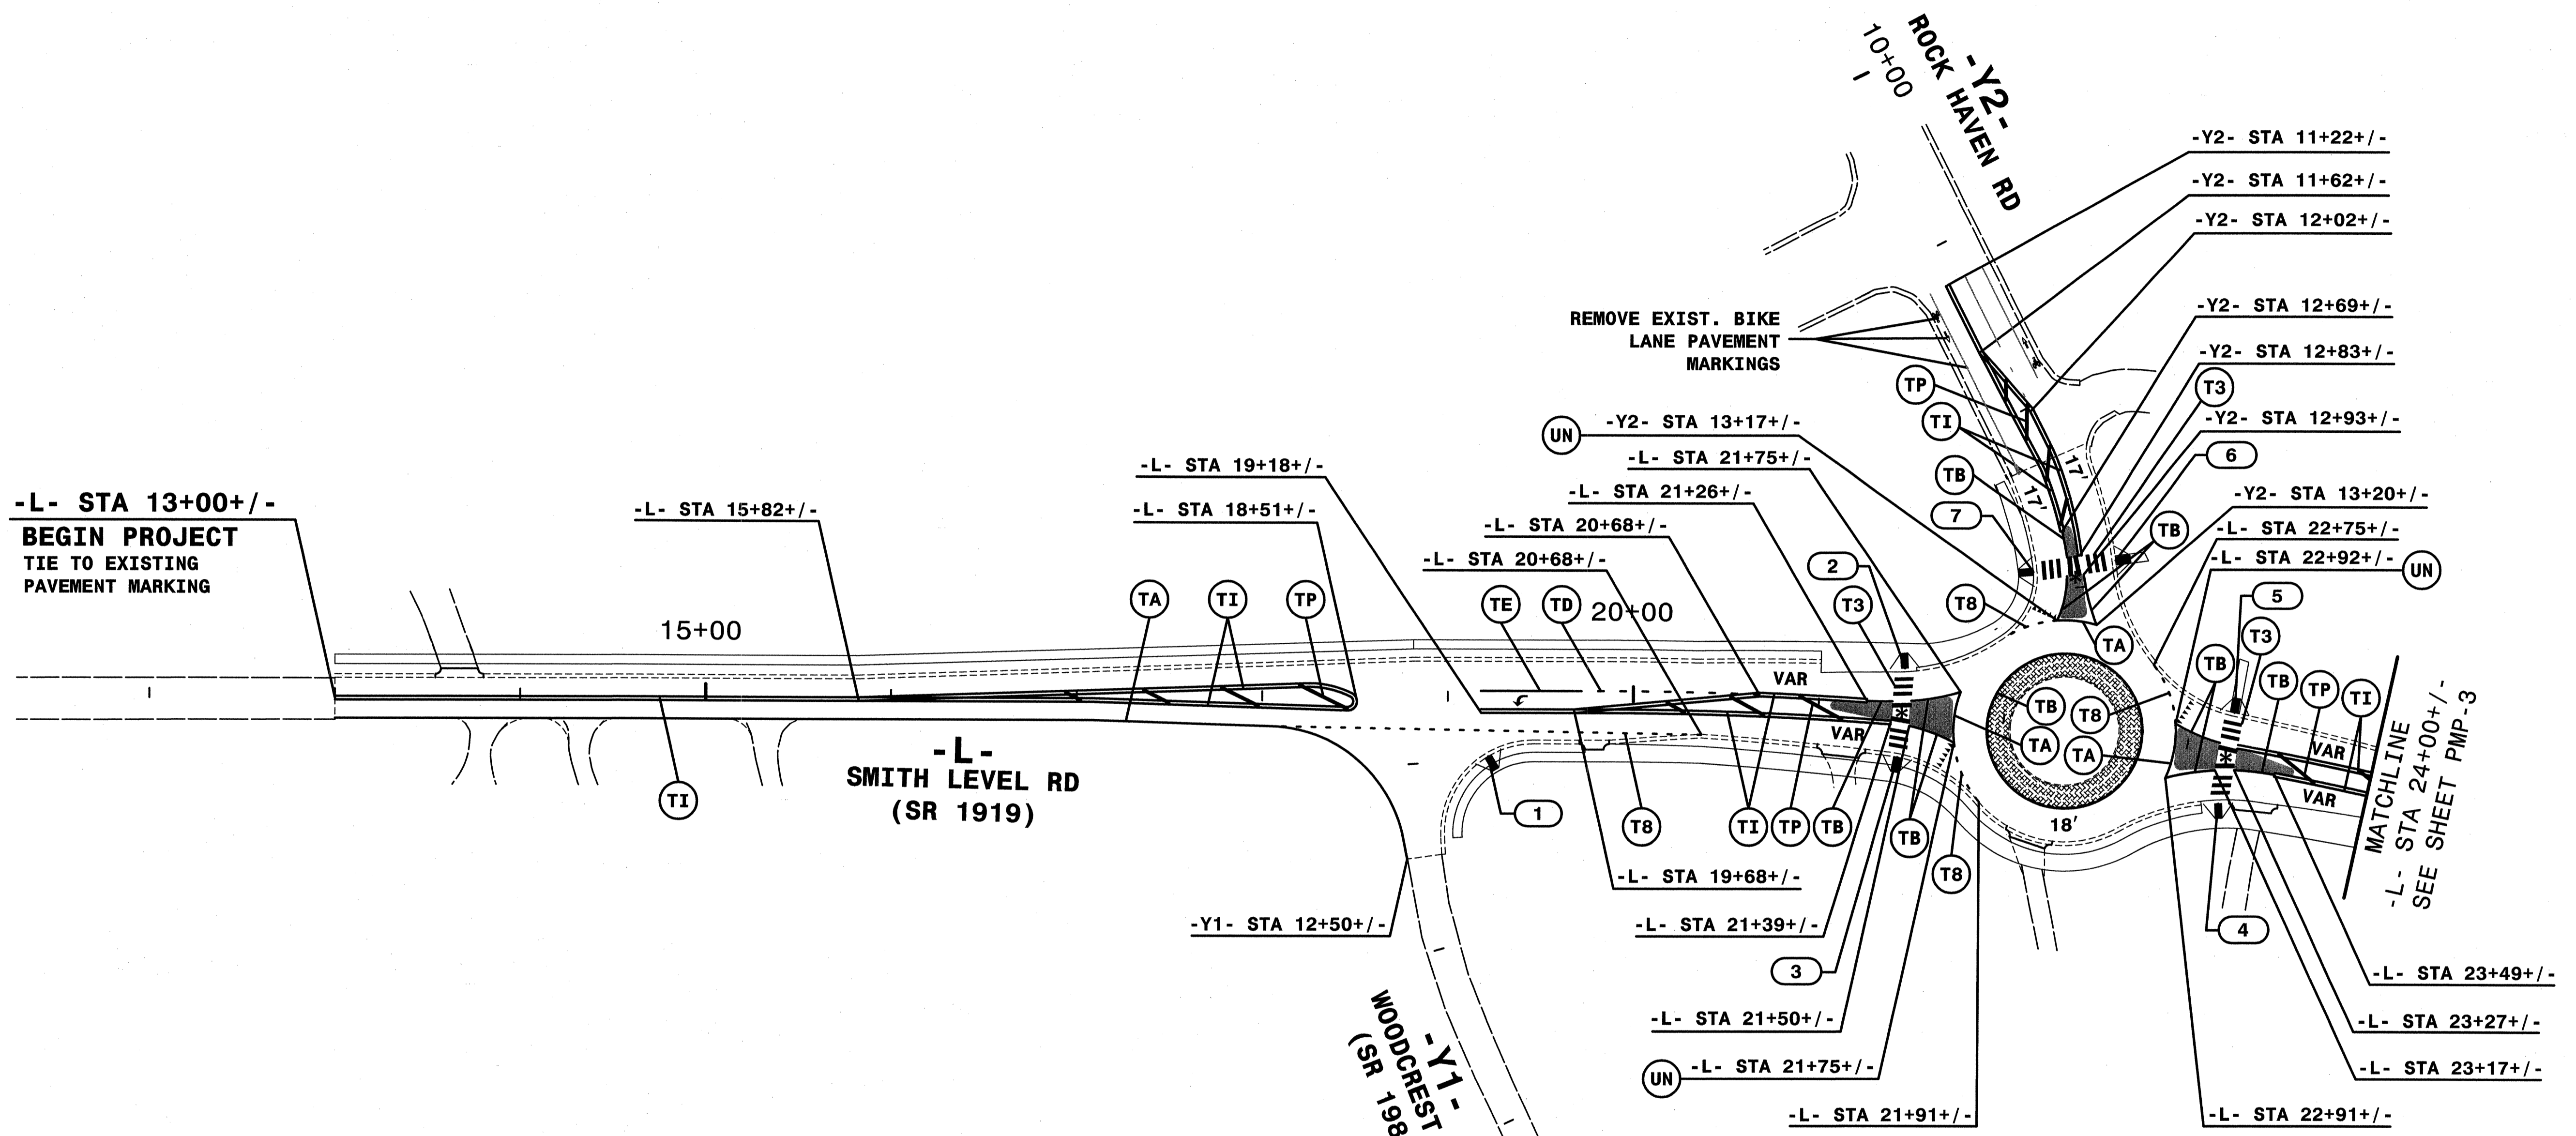 -Y2-
ROCK HAVEN RD
10+00
-Y2- STA 11+22+/-
-Y2- STA 11+62+/-
-Y2- STA 12+02+/-
-Y2- STA 12+69+/-
-Y2- STA 12+83+/-
T3
-Y2- STA 12+93+/-
6
-Y2- STA 13+20+/-
TB
-L- STA 22+75+/-
-L- STA 22+92+/-
UN
REMOVE EXIST. BIKE
LANE PAVEMENT
MARKINGS
TP
TI
TB
17'
17'
7
T8
TA
UN
-Y2- STA 13+17+/-
-L- STA 21+75+/-
-L- STA 21+26+/-
-L- STA 20+68+/-
-L- STA 20+68+/-
2
T3
TE
TD
20+00
-L- STA 19+18+/-
-L- STA 18+51+/-
TA
TI
TP
-L- STA 15+82+/-
15+00
-L- STA 13+00+/-
BEGIN PROJECT
TIE TO EXISTING
PAVEMENT MARKING
TI
-L-
SMITH LEVEL RD
(SR 1919)
VAR
VAR
*
*
*
1
T8
TI
TP
TB
TB
T8
TB
TA
T8
TA
18'
5
T3
TB
TB
TP
TI
VAR
VAR
4
MATCHLINE
-L- STA 24+00+/-
SEE SHEET PMP-3
-L- STA 19+68+/-
-Y1- STA 12+50+/-
-L- STA 21+39+/-
3
-L- STA 21+50+/-
UN
-L- STA 21+75+/-
-L- STA 21+91+/-
-L- STA 23+49+/-
-L- STA 23+27+/-
-L- STA 23+17+/-
-L- STA 22+91+/-
-Y1-
WOODCREST
(SR 198